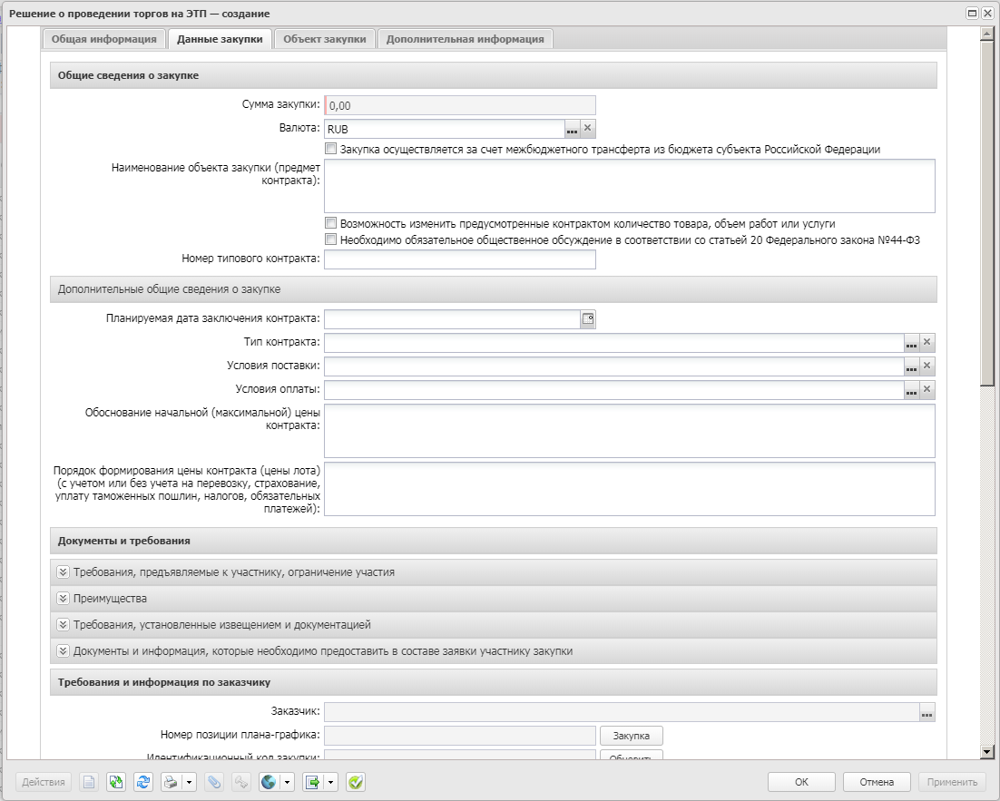 Решение о проведении торгов на ЭТП — создание
Общая информация
Данные закупки
Объект закупки
Дополнительная информация
Общие сведения о закупке
Сумма закупки:
0,00
Валюта:
RUB
Закупка осуществляется за счет межбюджетного трансферта из бюджета субъекта Российской Федерации
Наименование объекта закупки (предмет
контракта):
Возможность изменить предусмотренные контрактом количество товара, объем работ или услуги
Необходимо обязательное общественное обсуждение в соответствии со статьей 20 Федерального закона №44-ФЗ
Номер типового контракта:
Дополнительные общие сведения о закупке
Планируемая дата заключения контракта:
Тип контракта:
Условия поставки:
Условия оплаты:
Обоснование начальной (максимальной) цены
контракта:
Порядок формирования цены контракта (цены лота)
(с учетом или без учета на перевозку, страхование,
уплату таможенных пошлин, налогов, обязательных
платежей):
Документы и требования
Требования, предъявляемые к участнику, ограничение участия
Преимущества
Требования, установленные извещением и документацией
Документы и информация, которые необходимо предоставить в составе заявки участнику закупки
Требования и информация по заказчику
Заказчик:
Номер позиции плана-графика:
Закупка
Идентификационный код закупки:
Обновить
Действия
ОК
Отмена
Применить